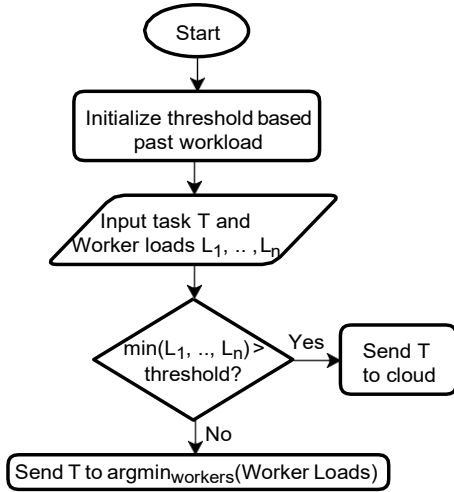 Start
Initialize threshold based
past workload
Input task T and
Worker loads L₁, .. ,Lₙ
min(L₁, .., Lₙ) >
threshold?
Yes
Send T
to cloud
No
Send T to argminworkers(Worker Loads)